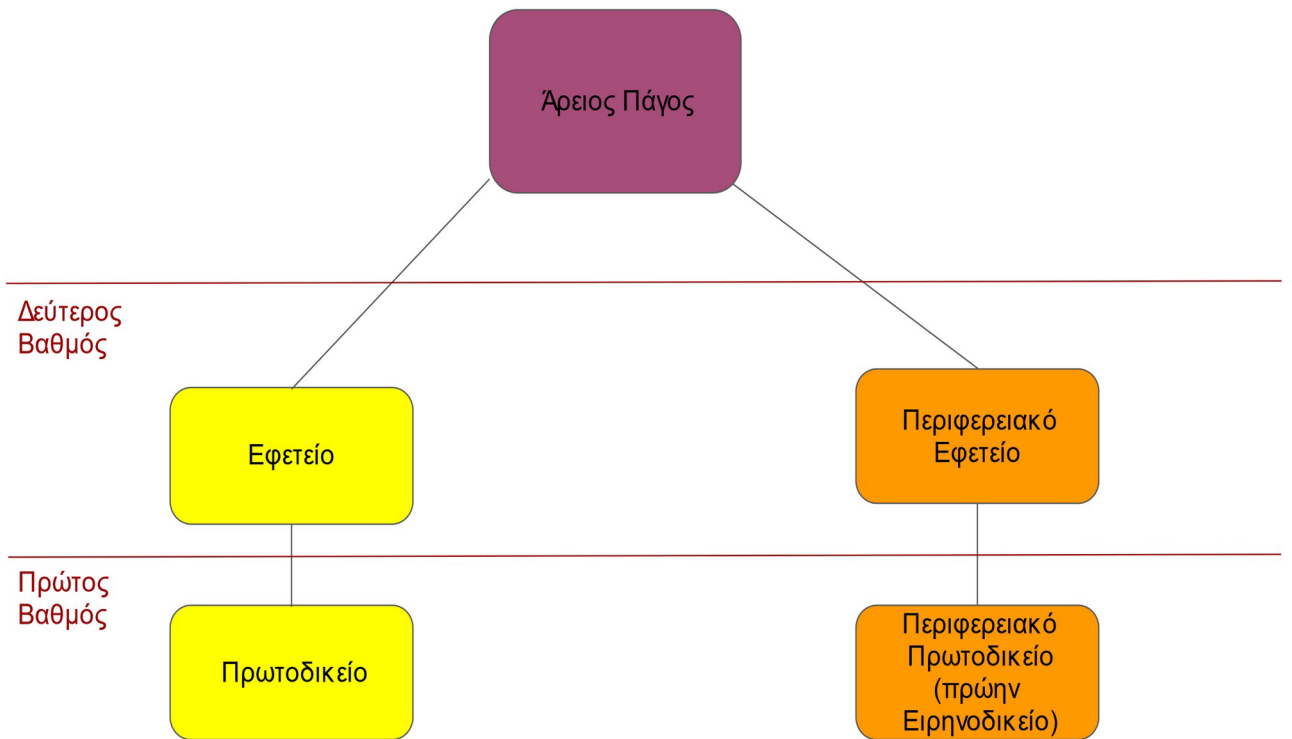 Άρειος Πάγος
Δεύτερος
Βαθμός
Εφετείο
Περιφερειακό
Εφετείο
Πρώτος
Βαθμός
Πρωτοδικείο
Περιφερειακό
Πρωτοδικείο
(πρώην
Ειρηνοδικείο)